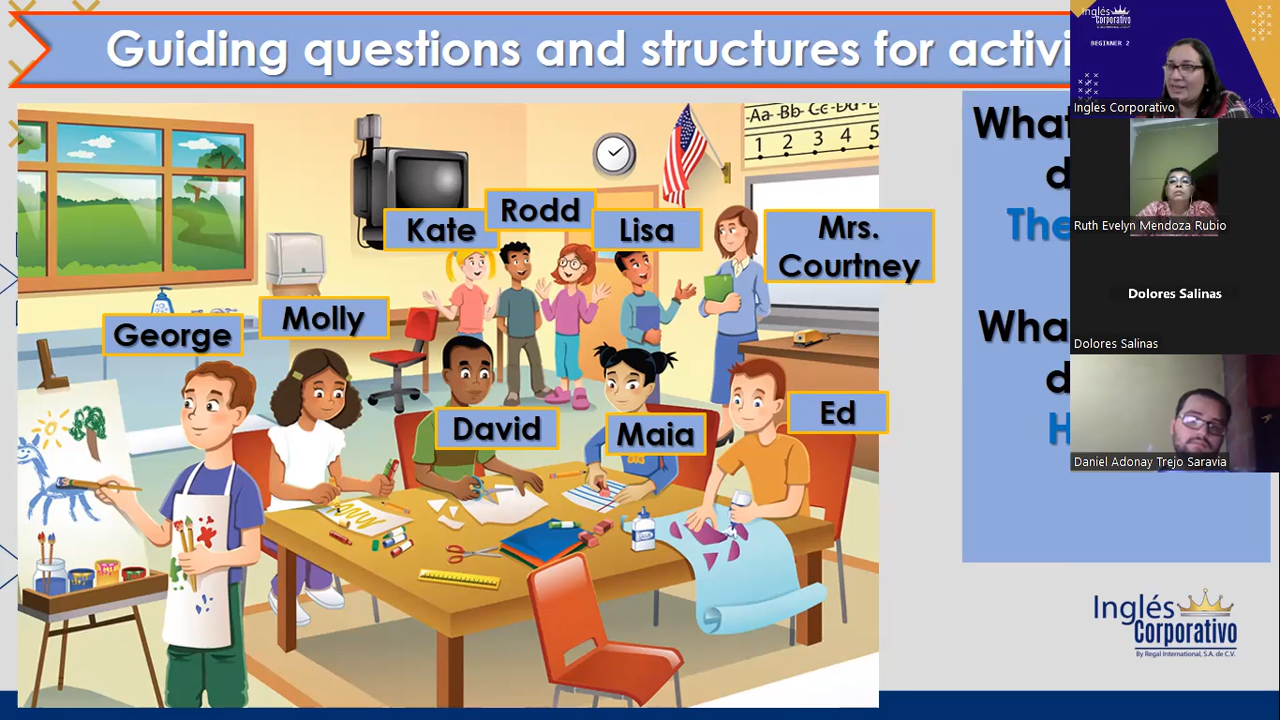 Guiding questions and structures for activi
What
d
The
What
d
H
Aa Bb Cc Dd
1 2 3 4 5
Kate
Rodd
Lisa
Mrs.
Courtney
George
Molly
David
Maia
Ed
Inglés
Corporativo
By Regal International, S.A. de C.V.
Inglés
Corporativo
BEGINNER 2
Ingles Corporativo
Ruth Evelyn Mendoza Rubio
Dolores Salinas
Dolores Salinas
Daniel Adonay Trejo Saravia